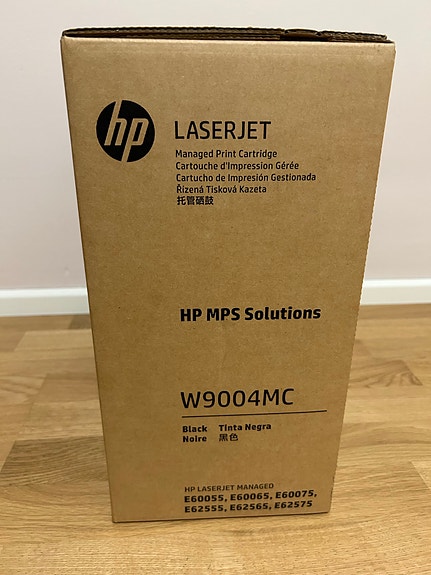 hp
LASERJET
Managed Print Cartridge
Cartouche d'Impression Gérée
Cartucho de Impresión Gestionada
Řízená Tisková Kazeta
托管硒鼓
HP MPS Solutions
W9004MC
Black Tinta Negra
Noire 黑色
HP LASERJET MANAGED
E60055, E60065, E60075,
E62555, E62565, E62575